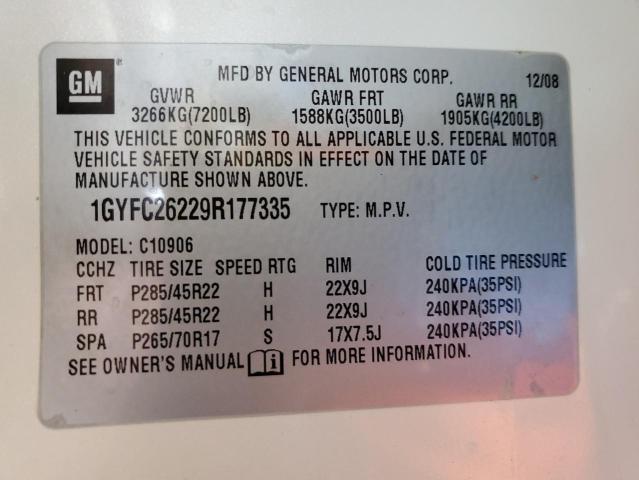 GM
MFD BY GENERAL MOTORS CORP. 12/08
GVWR GAWR FRT GAWR RR
3266KG(7200LB) 1588KG(3500LB) 1905KG(4200LB)
THIS VEHICLE CONFORMS TO ALL APPLICABLE U.S. FEDERAL MOTOR
VEHICLE SAFETY STANDARDS IN EFFECT ON THE DATE OF
MANUFACTURE SHOWN ABOVE.
1GYFC26229R177335 TYPE: M.P.V.
MODEL: C10906
CCHZ TIRE SIZE SPEED RTG RIM COLD TIRE PRESSURE
FRT P285/45R22 H 22X9J 240KPA(35PSI)
RR P285/45R22 H 22X9J 240KPA(35PSI)
SPA P265/70R17 S 17X7.5J 240KPA(35PSI)
SEE OWNER'S MANUAL i FOR MORE INFORMATION.